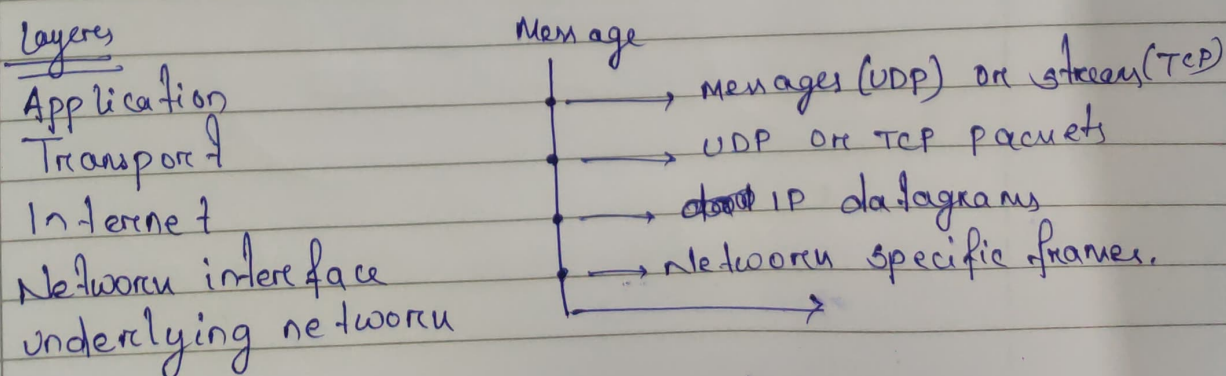 Layers Message
Application → Messages (UDP) or streams (TCP)
Transport → UDP or TCP packets
Internet → IP datagrams
Network interface → Network specific frames.
underlying network